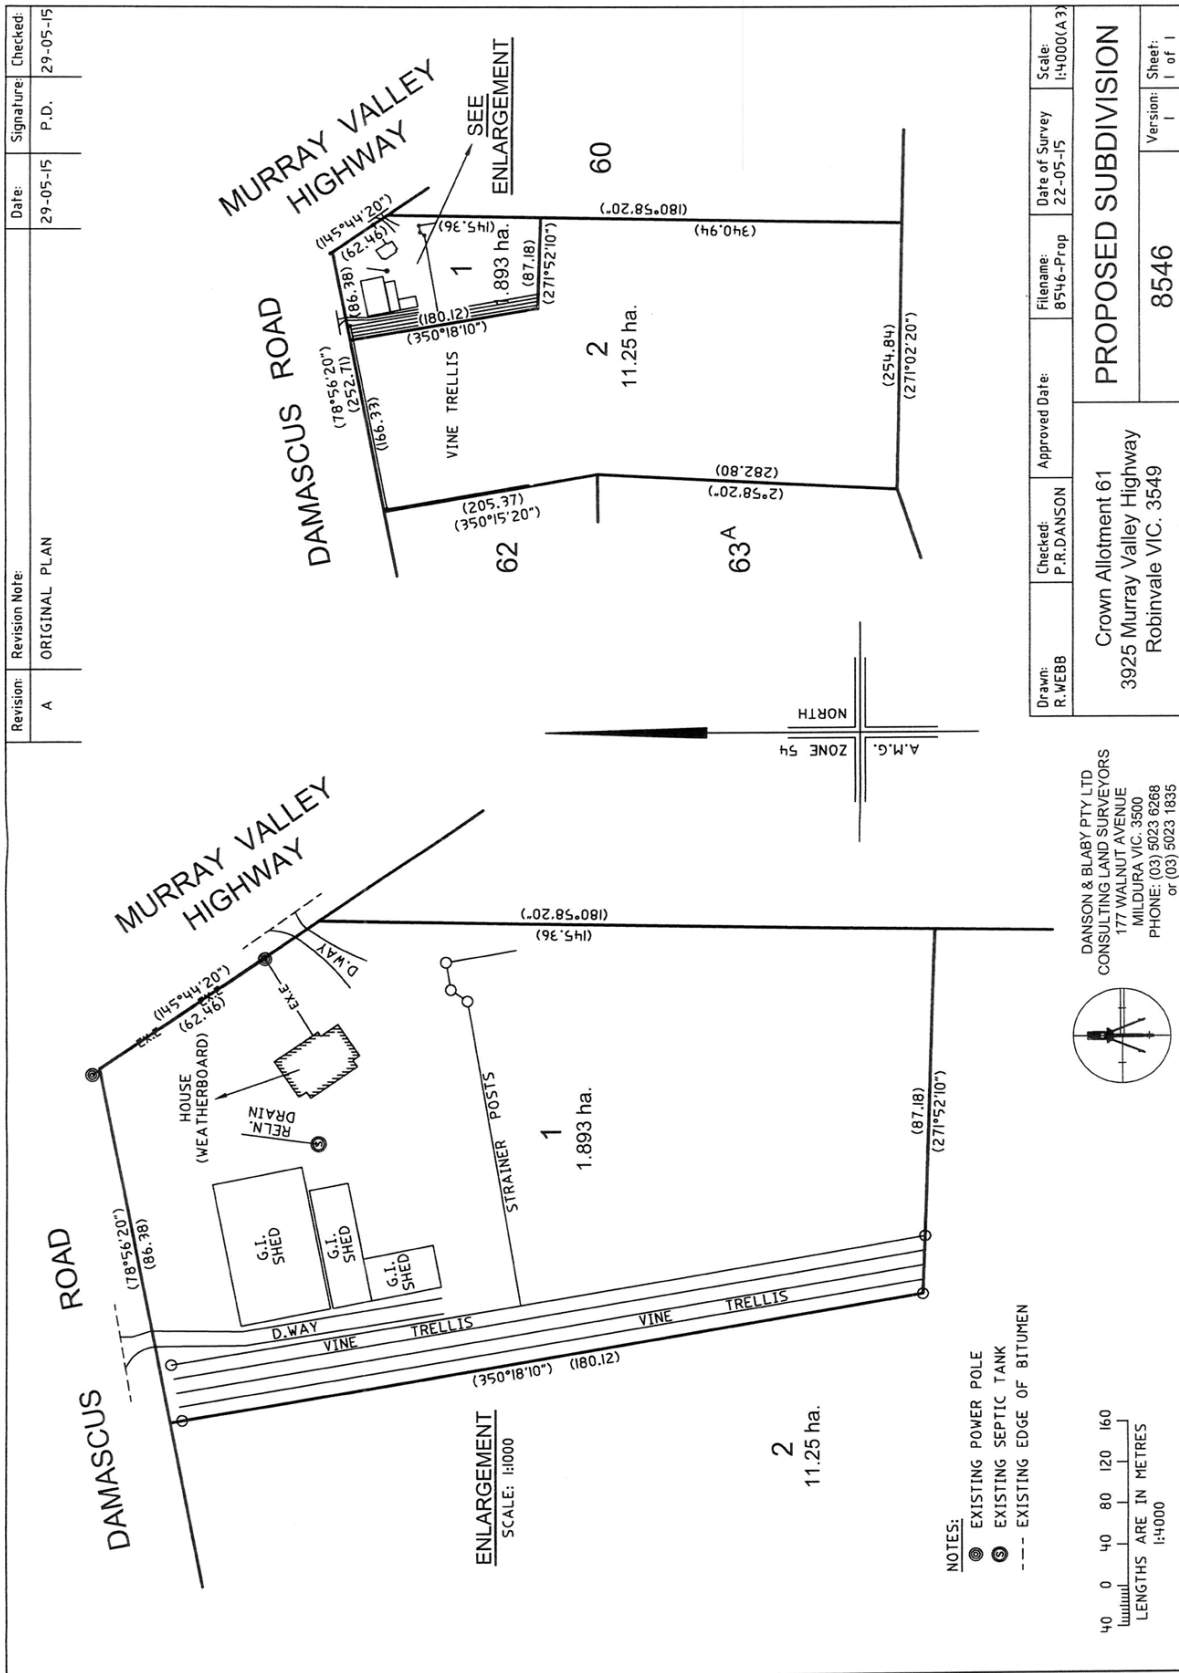 Revision:
Revision Note:
Date:
Signature:
Checked:
A
ORIGINAL PLAN
29-05-15
P.D.
29-05-15
DAMASCUS ROAD
MURRAY VALLEY
HIGHWAY
(78°56'20")
(86.38)
(145°44'20")
(62.46)
EX.E
EX.E
EX.E
D.WAY
HOUSE
(WEATHERBOARD)
RELN.
DRAIN
S
G.I.
SHED
G.I.
SHED
G.I.
SHED
D.WAY
VINE TRELLIS
VINE TRELLIS
STRAINER POSTS
1
1.893 ha.
(180°58'20")
(145.36)
(87.18)
(271°52'10")
(350°18'10") (180.12)
ENLARGEMENT
SCALE: 1:1000
2
11.25 ha.
DAMASCUS ROAD
MURRAY VALLEY
HIGHWAY
SEE
ENLARGEMENT
(145°44'20")
(62.46)
(86.38)
(78°56'20")
(252.71)
(166.33)
(145.36)
1
1.893 ha.
(180.12)
(350°18'10")
(87.18)
(271°52'10")
VINE TRELLIS
2
11.25 ha.
60
(180°58'20")
(340.94)
(205.37)
(350°15'20")
62
(282.80)
(2°58'20")
63A
(254.84)
(271°02'20")
NORTH
ZONE 54
A.M.G.
NOTES:
EXISTING POWER POLE
S EXISTING SEPTIC TANK
--- EXISTING EDGE OF BITUMEN
40 0 40 80 120 160
LENGTHS ARE IN METRES
1:4000
DANSON & BLABY PTY LTD
CONSULTING LAND SURVEYORS
177 WALNUT AVENUE
MILDURA VIC. 3500
PHONE: (03) 5023 6268
or (03) 5023 1835
Drawn:
R.WEBB
Checked:
P.R.DANSON
Approved Date:
Filename:
8546-Prop
Date of Survey
22-05-15
Scale:
1:4000(A3)
Crown Allotment 61
3925 Murray Valley Highway
Robinvale VIC. 3549
PROPOSED SUBDIVISION
8546
Version:
1
Sheet:
1 of 1